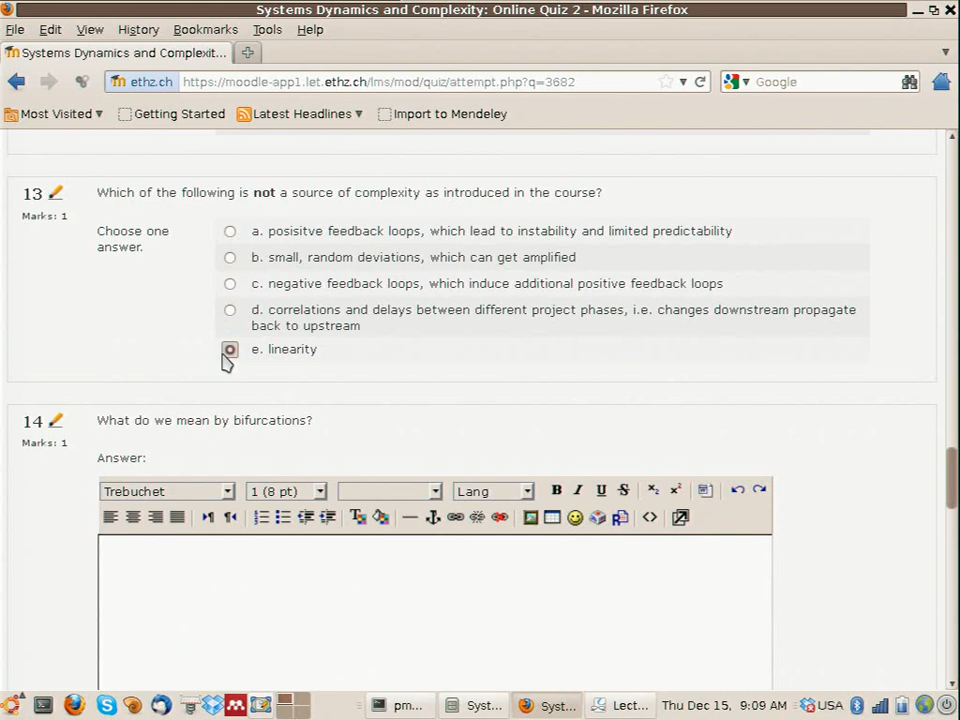 Systems Dynamics and Complexity: Online Quiz 2 - Mozilla Firefox
File Edit View History Bookmarks Tools Help
Systems Dynamics and Complexit...
ethz.ch https://moodle-app1.let.ethz.ch/lms/mod/quiz/attempt.php?q=3682 Google
Most Visited Getting Started Latest Headlines Import to Mendeley
13 Which of the following is not a source of complexity as introduced in the course?
Marks: 1
Choose one answer.
a. posisitve feedback loops, which lead to instability and limited predictability
b. small, random deviations, which can get amplified
c. negative feedback loops, which induce additional positive feedback loops
d. correlations and delays between different project phases, i.e. changes downstream propagate
back to upstream
e. linearity
14 What do we mean by bifurcations?
Marks: 1
Answer:
Trebuchet 1 (8 pt) Lang B I U S
pm... Syst... Syst... Lect... Thu Dec 15, 9:09 AM USA